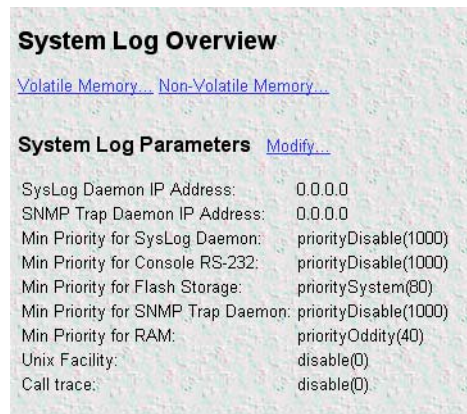 System Log Overview
Volatile Memory... Non-Volatile Memory...
System Log Parameters Modify...
SysLog Daemon IP Address: 0.0.0.0
SNMP Trap Daemon IP Address: 0.0.0.0
Min Priority for SysLog Daemon: priorityDisable(1000)
Min Priority for Console RS-232: priorityDisable(1000)
Min Priority for Flash Storage: prioritySystem(80)
Min Priority for SNMP Trap Daemon: priorityDisable(1000)
Min Priority for RAM: priorityOddity(40)
Unix Facility: disable(0)
Call trace: disable(0)